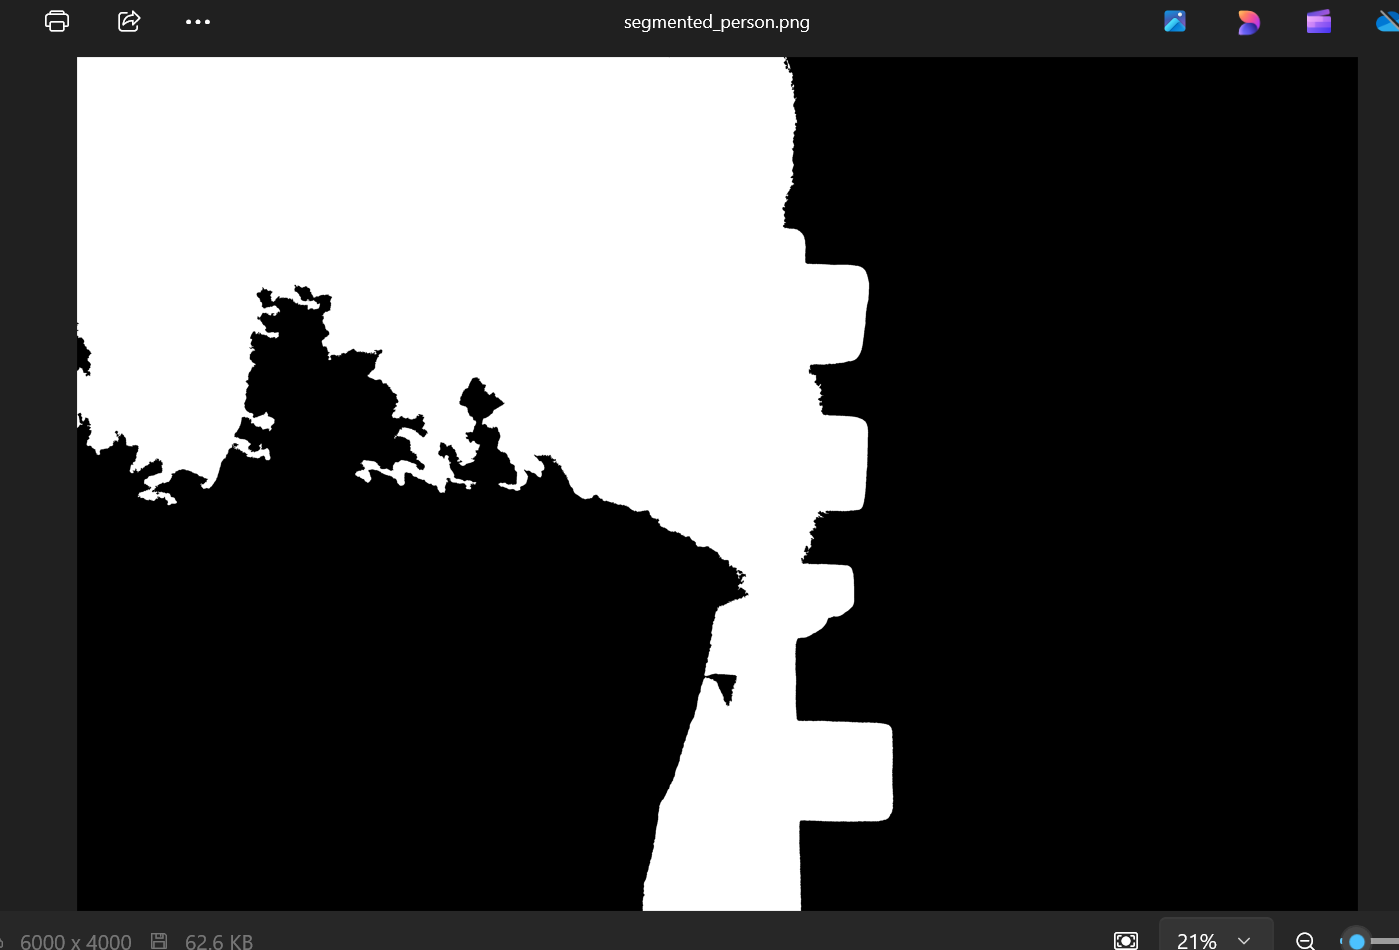 segmented_person.png
6000 x 4000
62.6 KB
21%